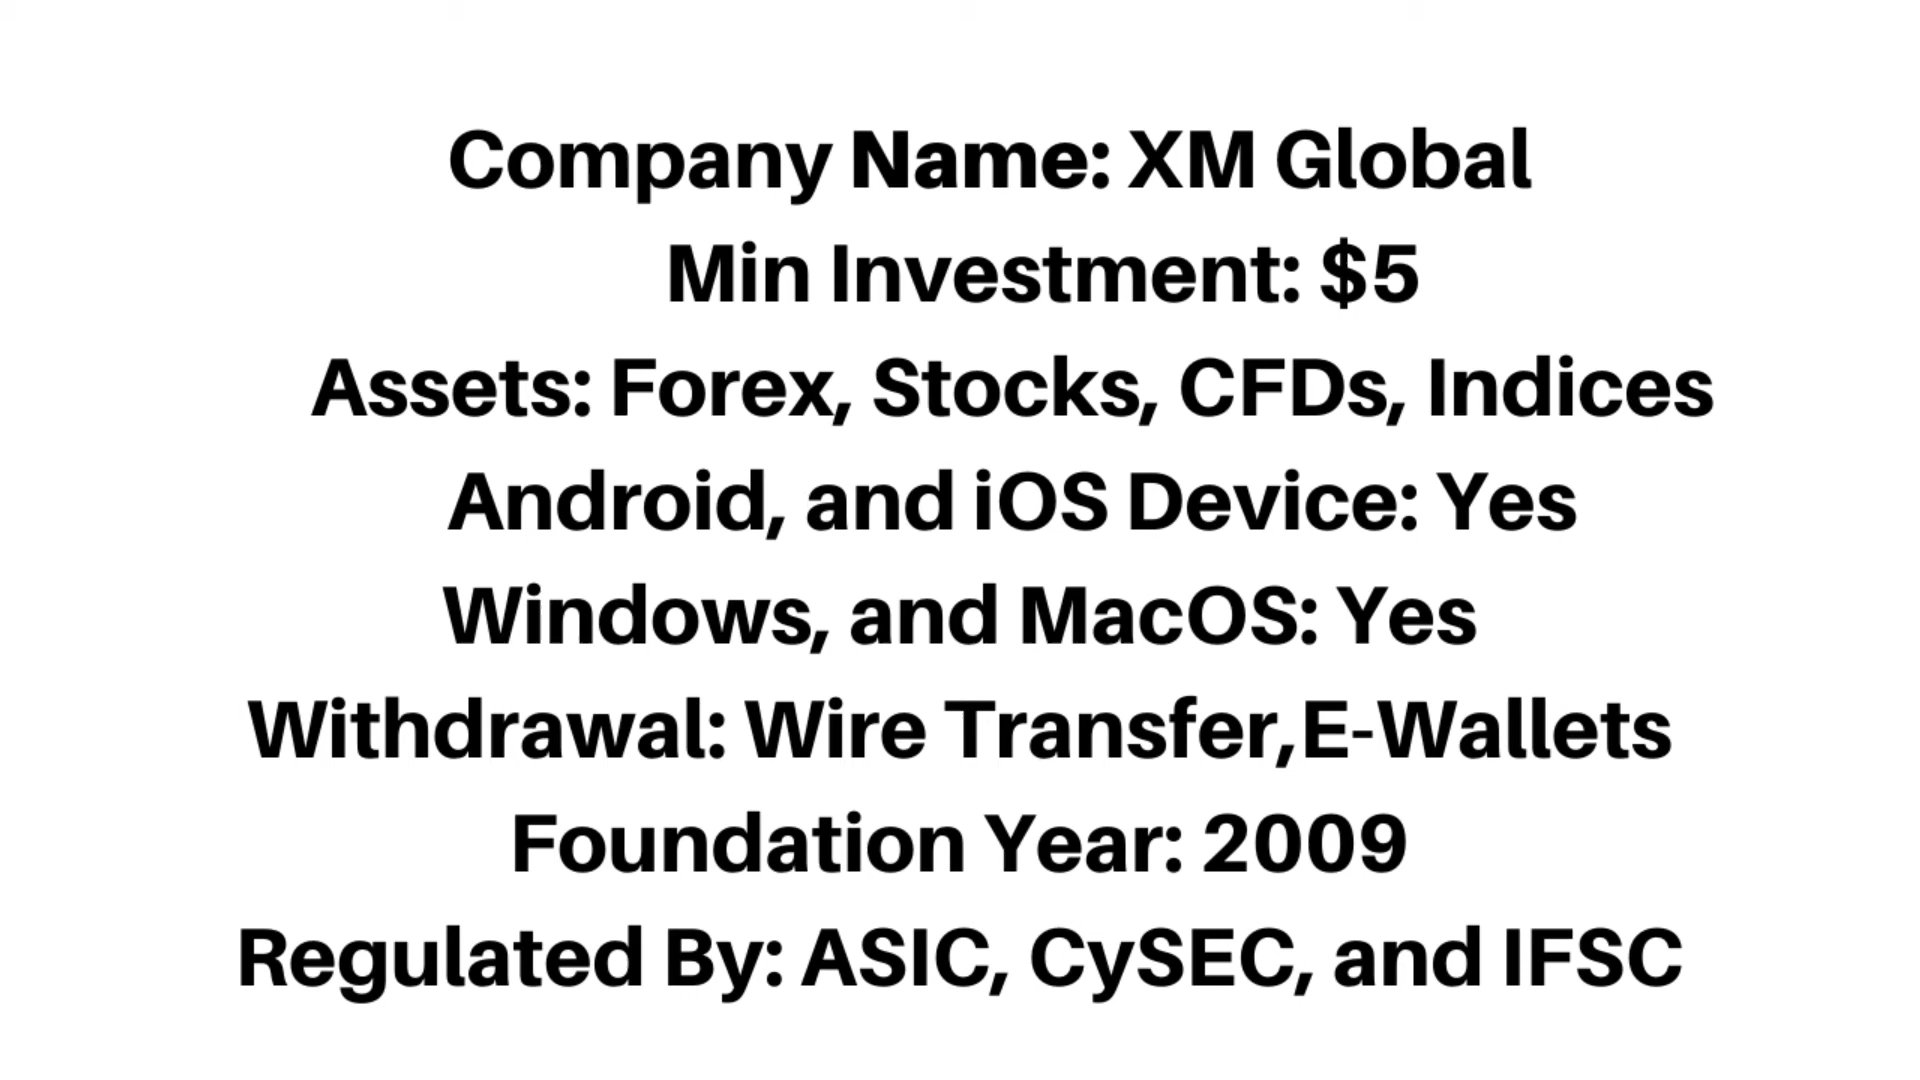 Company Name: XM Global
Min Investment: $5
Assets: Forex, Stocks, CFDs, Indices
Android, and iOS Device: Yes
Windows, and MacOS: Yes
Withdrawal: Wire Transfer,E-Wallets
Foundation Year: 2009
Regulated By: ASIC, CySEC, and IFSC